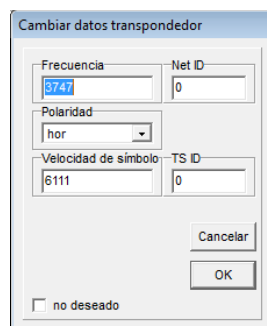 Cambiar datos transpondedor
Frecuencia Net ID
3747 0
Polaridad
hor
Velocidad de símbolo TS ID
6111 0
Cancelar
OK
no deseado